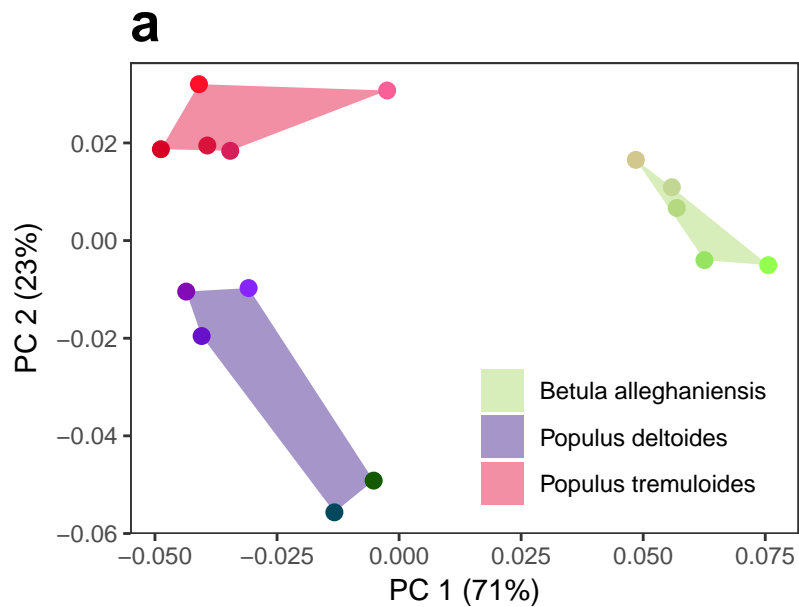 a
0.02
0.00
−0.02
−0.04
−0.06
PC 2 (23%)
Betula alleghaniensis
Populus deltoides
Populus tremuloides
−0.050 −0.025 0.000 0.025 0.050 0.075
PC 1 (71%)